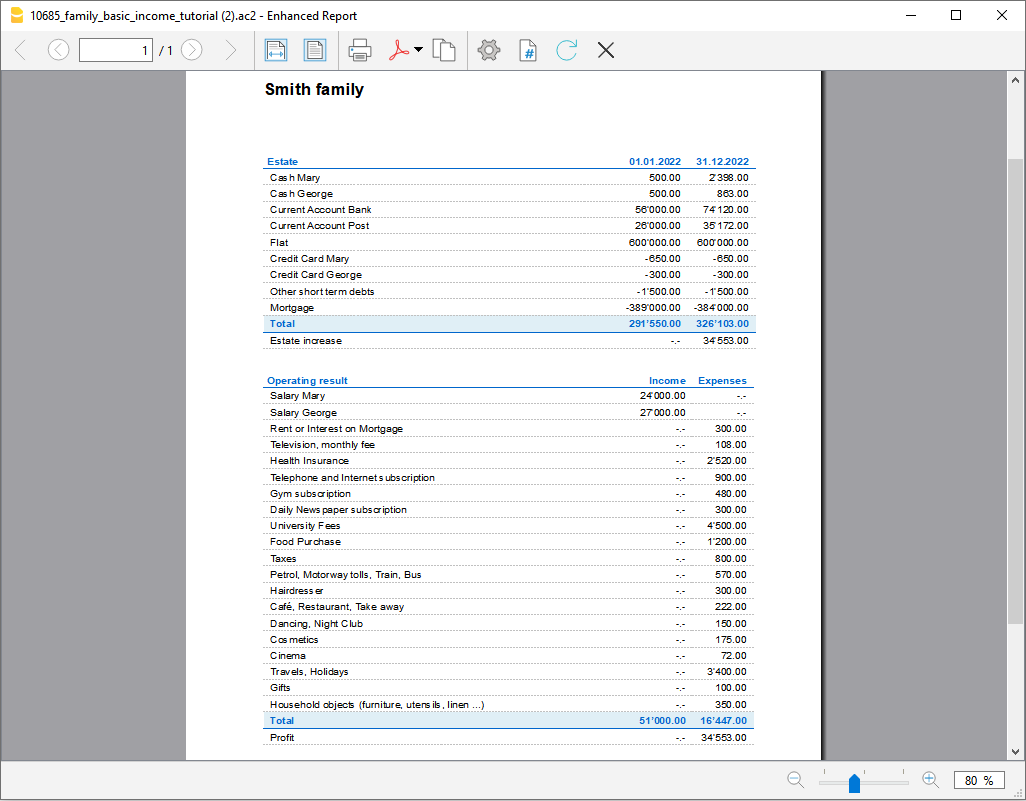 10685_family_basic_income_tutorial (2).ac2 - Enhanced Report
1 / 1
#
Smith family
Estate 01.01.2022 31.12.2022
Cash Mary 500.00 2'398.00
Cash George 500.00 863.00
Current Account Bank 56'000.00 74'120.00
Current Account Post 26'000.00 35'172.00
Flat 600'000.00 600'000.00
Credit Card Mary -650.00 -650.00
Credit Card George -300.00 -300.00
Other short term debts -1'500.00 -1'500.00
Mortgage -389'000.00 -384'000.00
Total 291'550.00 326'103.00
Estate increase -.- 34'553.00
Operating result Income Expenses
Salary Mary 24'000.00 -.-
Salary George 27'000.00 -.-
Rent or Interest on Mortgage -.- 300.00
Television, monthly fee -.- 108.00
Health Insurance -.- 2'520.00
Telephone and Internet subscription -.- 900.00
Gym subscription -.- 480.00
Daily Newspaper subscription -.- 300.00
University Fees -.- 4'500.00
Food Purchase -.- 1'200.00
Taxes -.- 800.00
Petrol, Motorway tolls, Train, Bus -.- 570.00
Hairdresser -.- 300.00
Café, Restaurant, Take away -.- 222.00
Dancing, Night Club -.- 150.00
Cosmetics -.- 175.00
Cinema -.- 72.00
Travels, Holidays -.- 3'400.00
Gifts -.- 100.00
Household objects (furniture, utensils, linen ...) -.- 350.00
Total 51'000.00 16'447.00
Profit -.- 34'553.00
80 %